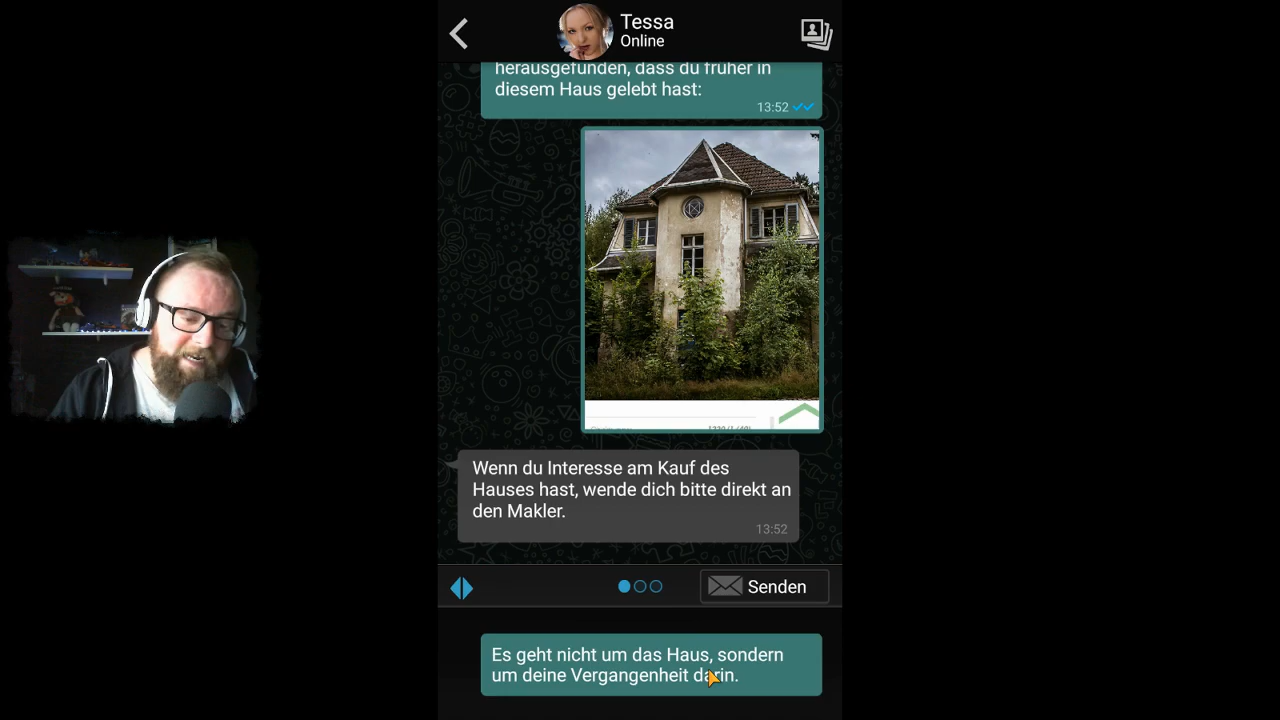 Tessa
Online
herausgefunden, dass du früher in
diesem Haus gelebt hast:
13:52
Wenn du Interesse am Kauf des
Hauses hast, wende dich bitte direkt an
den Makler.
13:52
Senden
Es geht nicht um das Haus, sondern
um deine Vergangenheit darin.